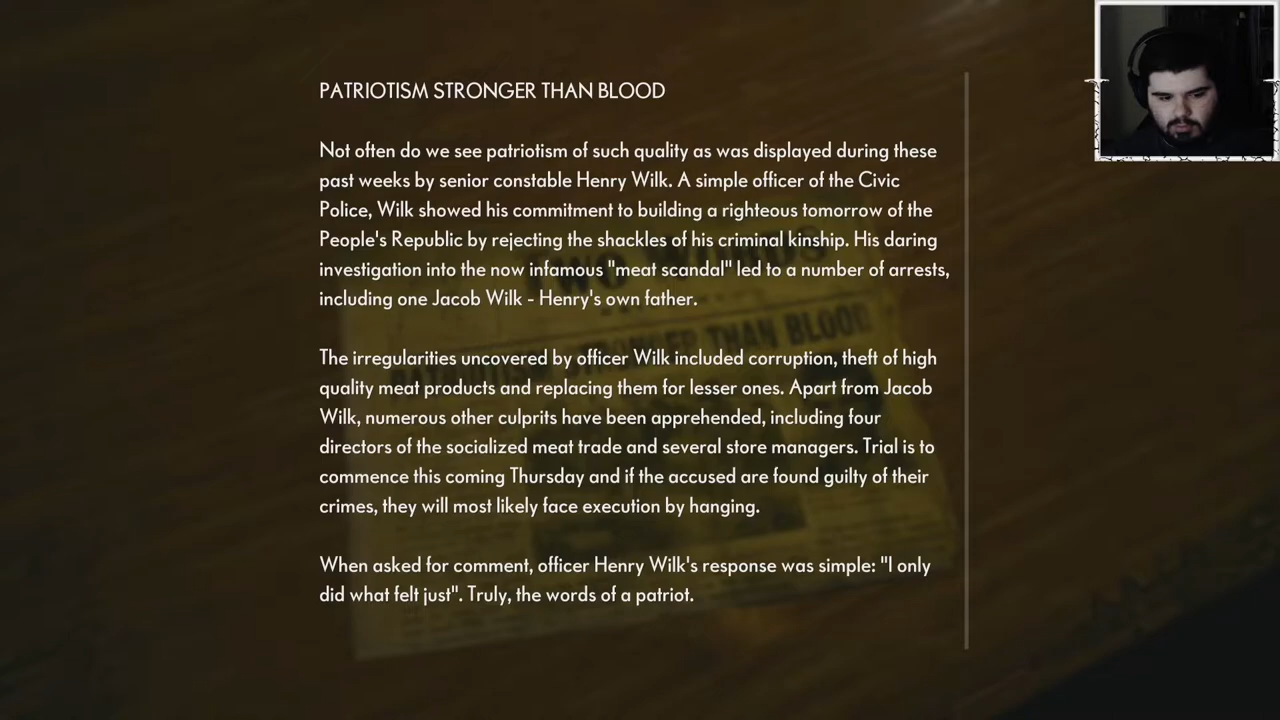 PATRIOTISM STRONGER THAN BLOOD
Not often do we see patriotism of such quality as was displayed during these
past weeks by senior constable Henry Wilk. A simple officer of the Civic
Police, Wilk showed his commitment to building a righteous tomorrow of the
People's Republic by rejecting the shackles of his criminal kinship. His daring
investigation into the now infamous "meat scandal" led to a number of arrests,
including one Jacob Wilk - Henry's own father.
The irregularities uncovered by officer Wilk included corruption, theft of high
quality meat products and replacing them for lesser ones. Apart from Jacob
Wilk, numerous other culprits have been apprehended, including four
directors of the socialized meat trade and several store managers. Trial is to
commence this coming Thursday and if the accused are found guilty of their
crimes, they will most likely face execution by hanging.
When asked for comment, officer Henry Wilk's response was simple: "I only
did what felt just". Truly, the words of a patriot.
TWO WORDS
PATRIOTISM STRONGER THAN BLOOD